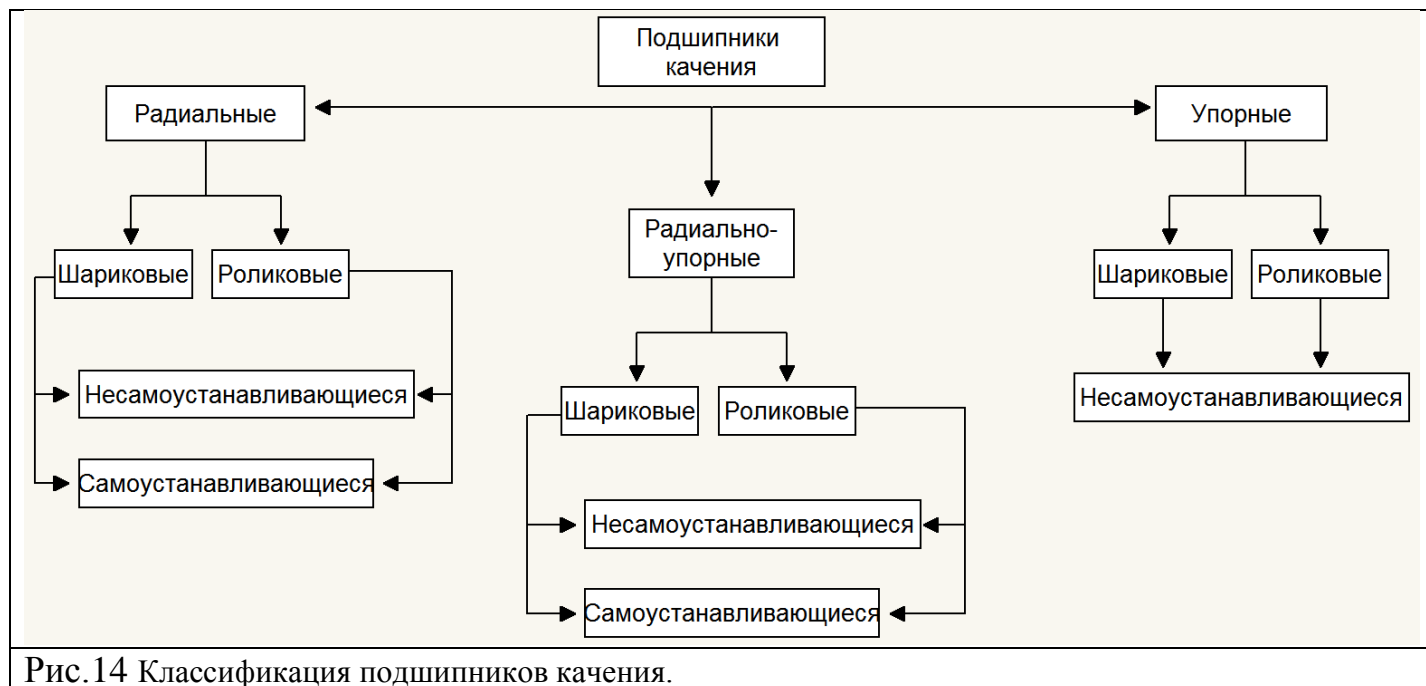 Подшипники
качения
Радиальные
Упорные
Радиально-
упорные
Шариковые
Роликовые
Шариковые
Роликовые
Несамоустанавливающиеся
Самоустанавливающиеся
Шариковые
Роликовые
Несамоустанавливающиеся
Несамоустанавливающиеся
Самоустанавливающиеся
Рис.14 Классификация подшипников качения.